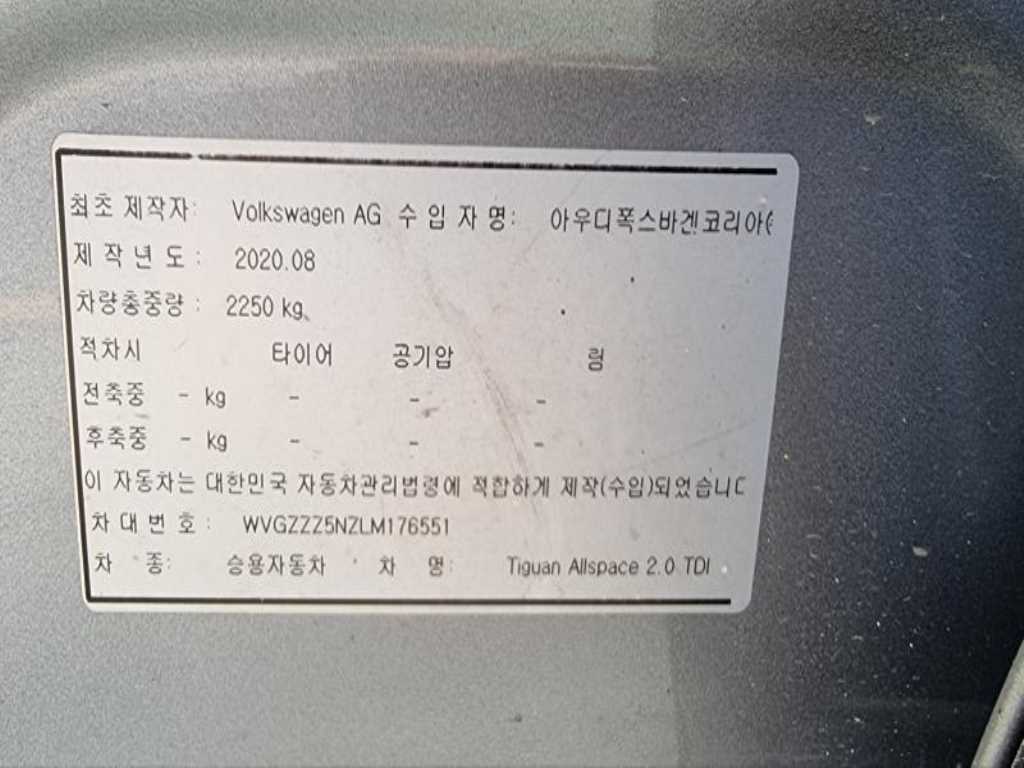 최초 제작자: Volkswagen AG 수 입 자 명: 아우디폭스바겐코리아(
제 작 년 도 : 2020.08
차량총중량 : 2250 kg
적차시 타이어 공기압 림
전축중 - kg - - -
후축중 - kg - - -
이 자동차는 대한민국 자동차관리법령에 적합하게 제작(수입)되었습니
차 대 번 호 : WVGZZZ5NZLM176551
차 종: 승용자동차 차 명: Tiguan Allspace 2.0 TDI